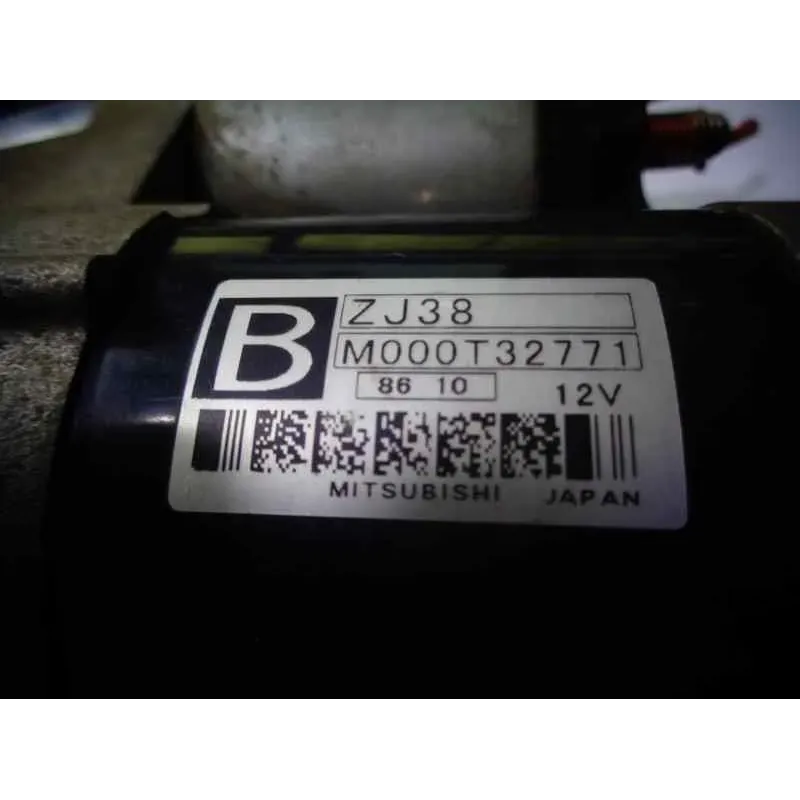 B
ZJ38
M000T32771
86 10
12V
MITSUBISHI JAPAN